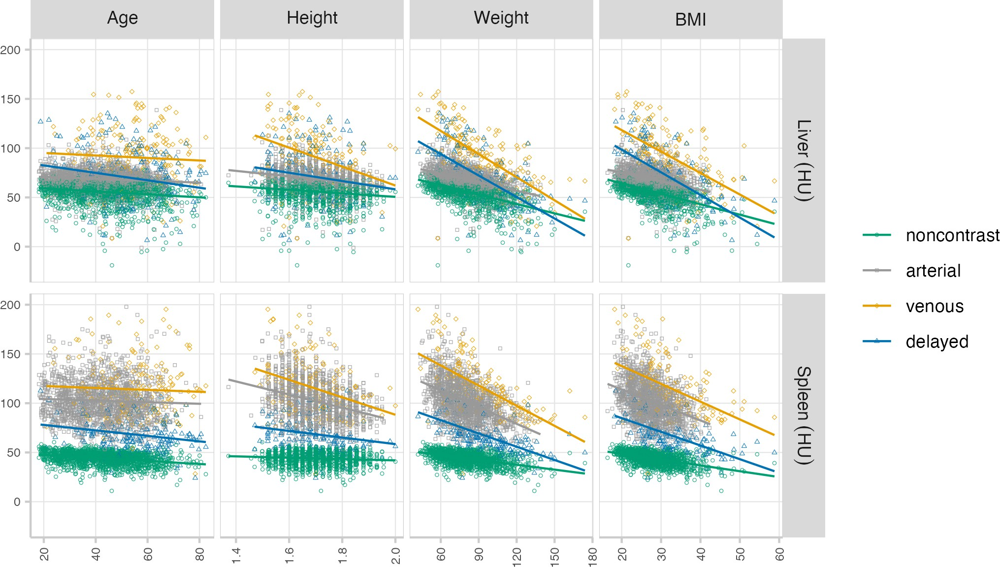 Age Height Weight BMI
200
150
100
50
0
Liver (HU)
200
150
100
50
0
Spleen (HU)
20 40 60 80 1.4 1.6 1.8 2.0 60 90 120 150 180 20 30 40 50 60
noncontrast
arterial
venous
delayed